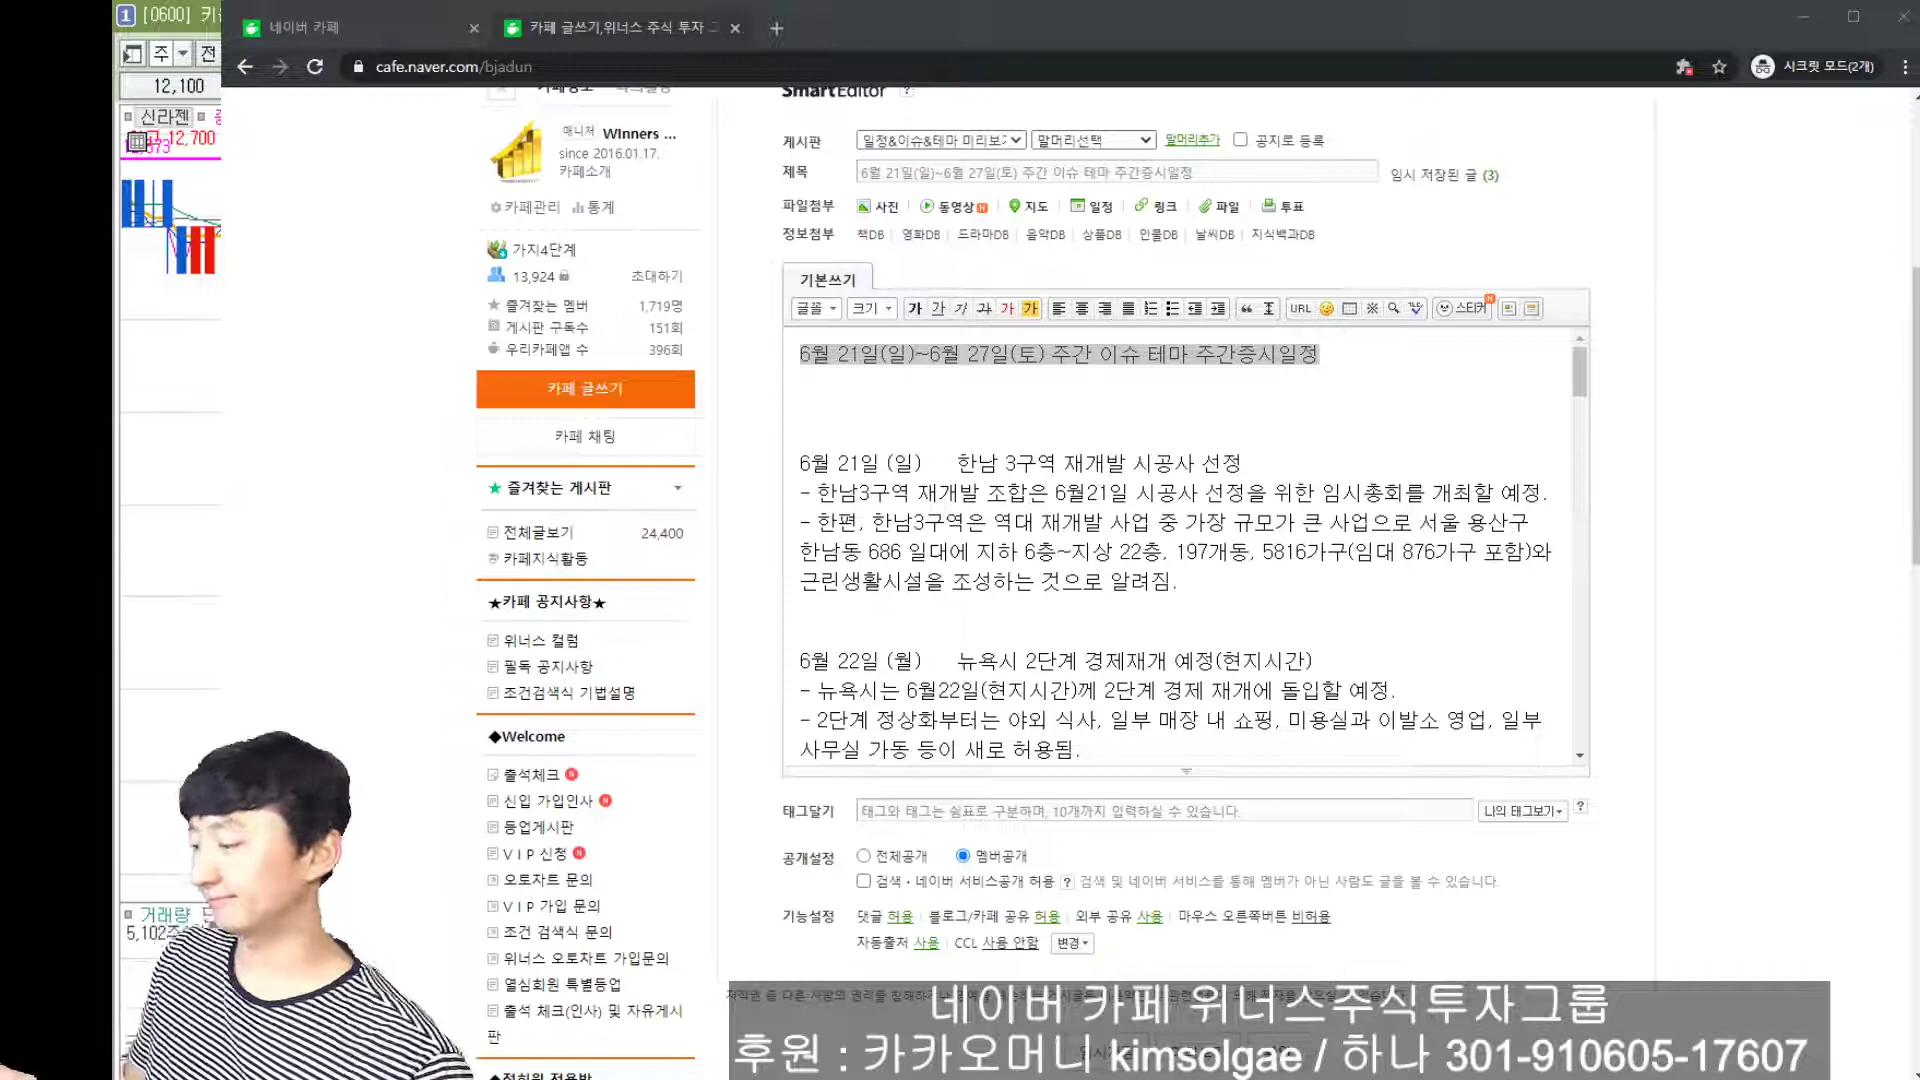 1 [0600] 키
네이버 카페
카페 글쓰기,위너스 주식 투자 그
cafe.naver.com/bjadun
시크릿 모드(2개)
주
전
12,100
신라젠
12,700
거래량
매니저 WInners ...
since 2016.01.17.
카페소개
카페관리 통계
가지4단계
13,924 초대하기
즐겨찾는 멤버 1,719명
게시판 구독수 151회
우리카페앱 수 396회
카페 글쓰기
카페 채팅
즐겨찾는 게시판
전체글보기 24,400
카페지식활동
★카페 공지사항★
위너스 컬럼
필독 공지사항
조건검색식 기법설명
◆Welcome
출석체크 N
신입 가입인사 N
등업게시판
V I P 신청 N
오토차트 문의
V I P 가입 문의
조건 검색식 문의
위너스 오토차트 가입문의
열심회원 특별등업
출석 체크(인사) 및 자유게시
판
SmartEditor ?
게시판 일정&이슈&테마 미리보기 말머리선택 말머리추가 공지로 등록
제목 6월 21일(일)~6월 27일(토) 주간 이슈 테마 주간증시일정 임시 저장된 글 (3)
파일첨부 사진 동영상 N 지도 일정 링크 파일 투표
정보첨부 책DB 영화DB 드라마DB 음악DB 상품DB 인물DB 날씨DB 지식백과DB
기본쓰기
글꼴 크기 가 가 가 가 가 가 URL 스티커 N
6월 21일(일)~6월 27일(토) 주간 이슈 테마 주간증시일정
6월 21일 (일) 한남 3구역 재개발 시공사 선정
- 한남3구역 재개발 조합은 6월21일 시공사 선정을 위한 임시총회를 개최할 예정.
- 한편, 한남3구역은 역대 재개발 사업 중 가장 규모가 큰 사업으로 서울 용산구
한남동 686 일대에 지하 6층~지상 22층, 197개동, 5816가구(임대 876가구 포함)와
근린생활시설을 조성하는 것으로 알려짐.
6월 22일 (월) 뉴욕시 2단계 경제재개 예정(현지시간)
- 뉴욕시는 6월22일(현지시간)께 2단계 경제 재개에 돌입할 예정.
- 2단계 정상화부터는 야외 식사, 일부 매장 내 쇼핑, 미용실과 이발소 영업, 일부
사무실 가동 등이 새로 허용됨.
태그달기 태그와 태그는 쉼표로 구분하며, 10개까지 입력하실 수 있습니다. 나의 태그보기 ?
공개설정 전체공개 멤버공개
검색・네이버 서비스공개 허용 ? 검색 및 네이버 서비스를 통해 멤버가 아닌 사람도 글을 볼 수 있습니다.
기능설정 댓글 허용 블로그/카페 공유 허용 외부 공유 사용 마우스 오른쪽버튼 비허용
자동출처 사용 CCL 사용 안함 변경
네이버 카페 위너스주식투자그룹
후원 : 카카오머니 kimsolgae / 하나 301-910605-17607